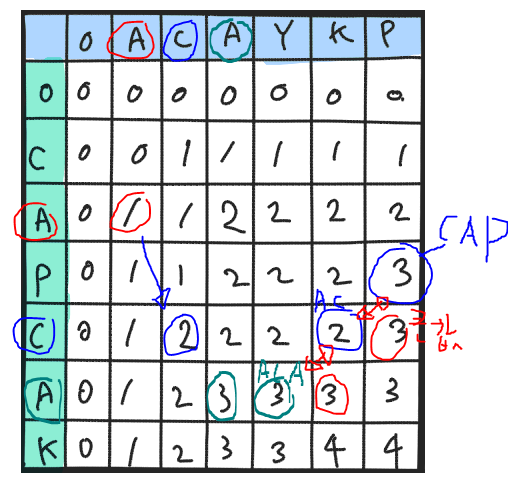 0 A C A Y K P
0 0 0 0 0 0 0 0
C 0 0 1 1 1 1 1
A 0 1 1 2 2 2 2
CAP
P 0 1 1 2 2 2 3
AC
C 0 1 2 2 2 2 3
ACA
A 0 1 2 3 3 3 3
K 0 1 2 3 3 4 4